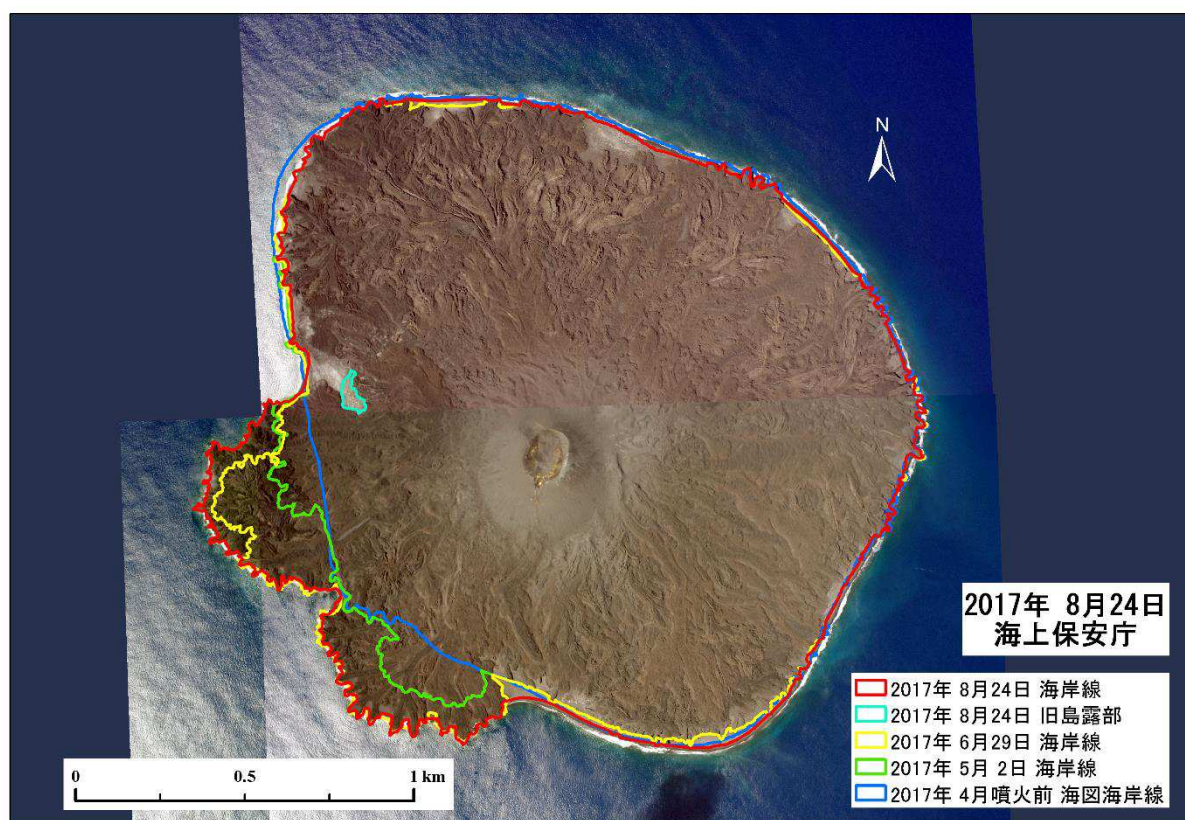 N
2017年 8月24日
海上保安庁
2017年 8月24日 海岸線
2017年 8月24日 旧島露部
2017年 6月29日 海岸線
2017年 5月 2日 海岸線
2017年 4月噴火前 海図海岸線
0 0.5 1 km